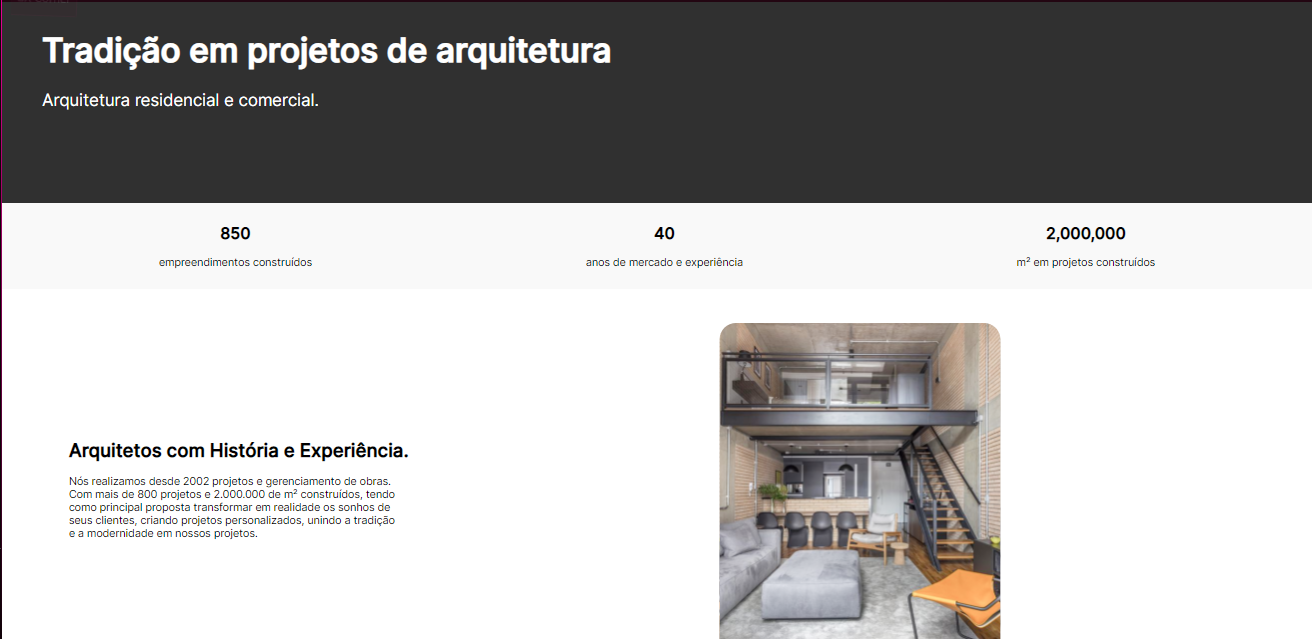 Tradição em projetos de arquitetura
Arquitetura residencial e comercial.
850
empreendimentos construídos
40
anos de mercado e experiência
2,000,000
m² em projetos construídos
Arquitetos com História e Experiência.
Nós realizamos desde 2002 projetos e gerenciamento de obras.
Com mais de 800 projetos e 2.000.000 de m² construídos, tendo
como principal proposta transformar em realidade os sonhos de
seus clientes, criando projetos personalizados, unindo a tradição
e a modernidade em nossos projetos.